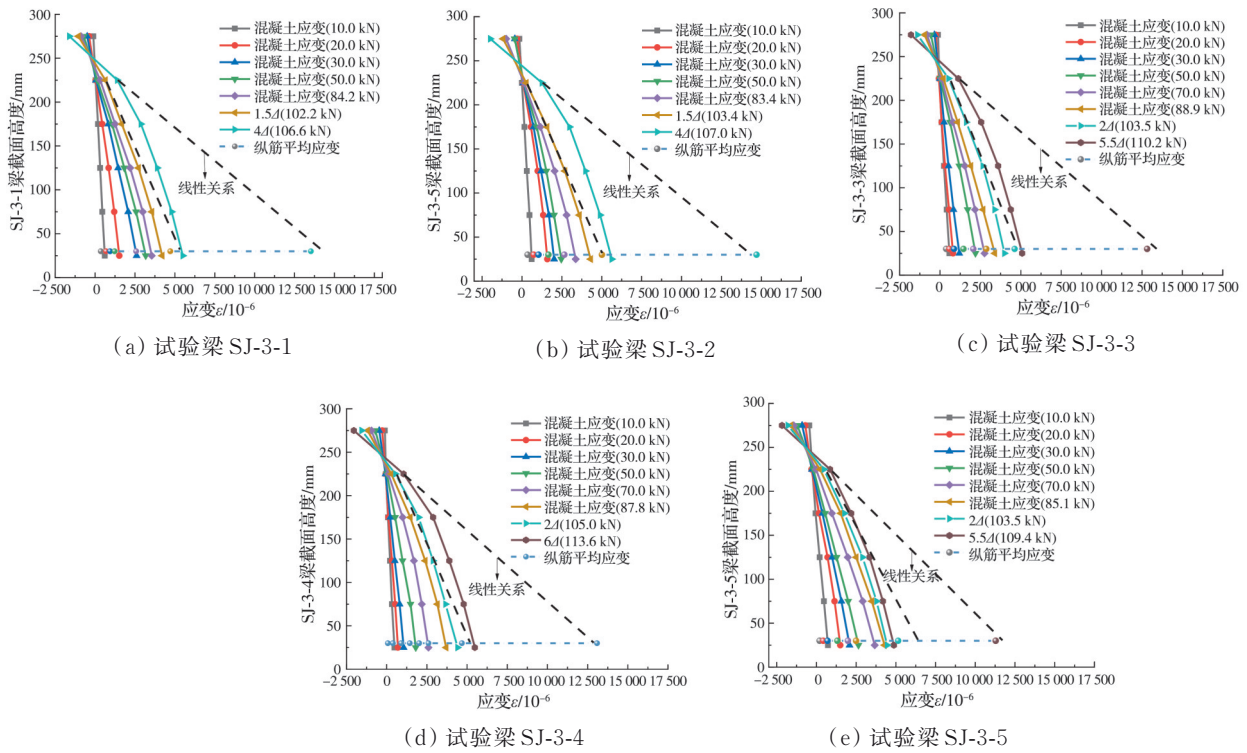 300
250
200
150
100
50
0
SJ-3-1梁截面高度/mm
混凝土应变(10.0 kN)
混凝土应变(20.0 kN)
混凝土应变(30.0 kN)
混凝土应变(50.0 kN)
混凝土应变(84.2 kN)
1.5Δ(102.2 kN)
4Δ(106.6 kN)
纵筋平均应变
线性关系
−2 500 0 2 500 5 000 7 500 10 000 12 500 15 000 17 500
应变ε/10⁻⁶
(a) 试验梁 SJ-3-1
300
250
200
150
100
50
0
SJ-3-5梁截面高度/mm
混凝土应变(10.0 kN)
混凝土应变(20.0 kN)
混凝土应变(30.0 kN)
混凝土应变(50.0 kN)
混凝土应变(83.4 kN)
1.5Δ(103.4 kN)
4Δ(107.0 kN)
纵筋平均应变
线性关系
−2 500 0 2 500 5 000 7 500 10 000 12 500 15 000 17 500
应变ε/10⁻⁶
(b) 试验梁 SJ-3-2
300
250
200
150
100
50
0
SJ-3-3梁截面高度/mm
混凝土应变(10.0 kN)
混凝土应变(20.0 kN)
混凝土应变(30.0 kN)
混凝土应变(50.0 kN)
混凝土应变(70.0 kN)
混凝土应变(88.9 kN)
2Δ(103.5 kN)
5.5Δ(110.2 kN)
纵筋平均应变
线性关系
−2 500 0 2 500 5 000 7 500 10 000 12 500 15 000 17 500
应变ε/10⁻⁶
(c) 试验梁 SJ-3-3
300
250
200
150
100
50
0
SJ-3-4梁截面高度/mm
混凝土应变(10.0 kN)
混凝土应变(20.0 kN)
混凝土应变(30.0 kN)
混凝土应变(50.0 kN)
混凝土应变(70.0 kN)
混凝土应变(87.8 kN)
2Δ(105.0 kN)
6Δ(113.6 kN)
纵筋平均应变
线性关系
−2 500 0 2 500 5 000 7 500 10 000 12 500 15 000 17 500
应变ε/10⁻⁶
(d) 试验梁 SJ-3-4
300
250
200
150
100
50
0
SJ-3-5梁截面高度/mm
混凝土应变(10.0 kN)
混凝土应变(20.0 kN)
混凝土应变(30.0 kN)
混凝土应变(50.0 kN)
混凝土应变(70.0 kN)
混凝土应变(85.1 kN)
2Δ(103.5 kN)
5.5Δ(109.4 kN)
纵筋平均应变
线性关系
−2 500 0 2 500 5 000 7 500 10 000 12 500 15 000 17 500
应变ε/10⁻⁶
(e) 试验梁 SJ-3-5